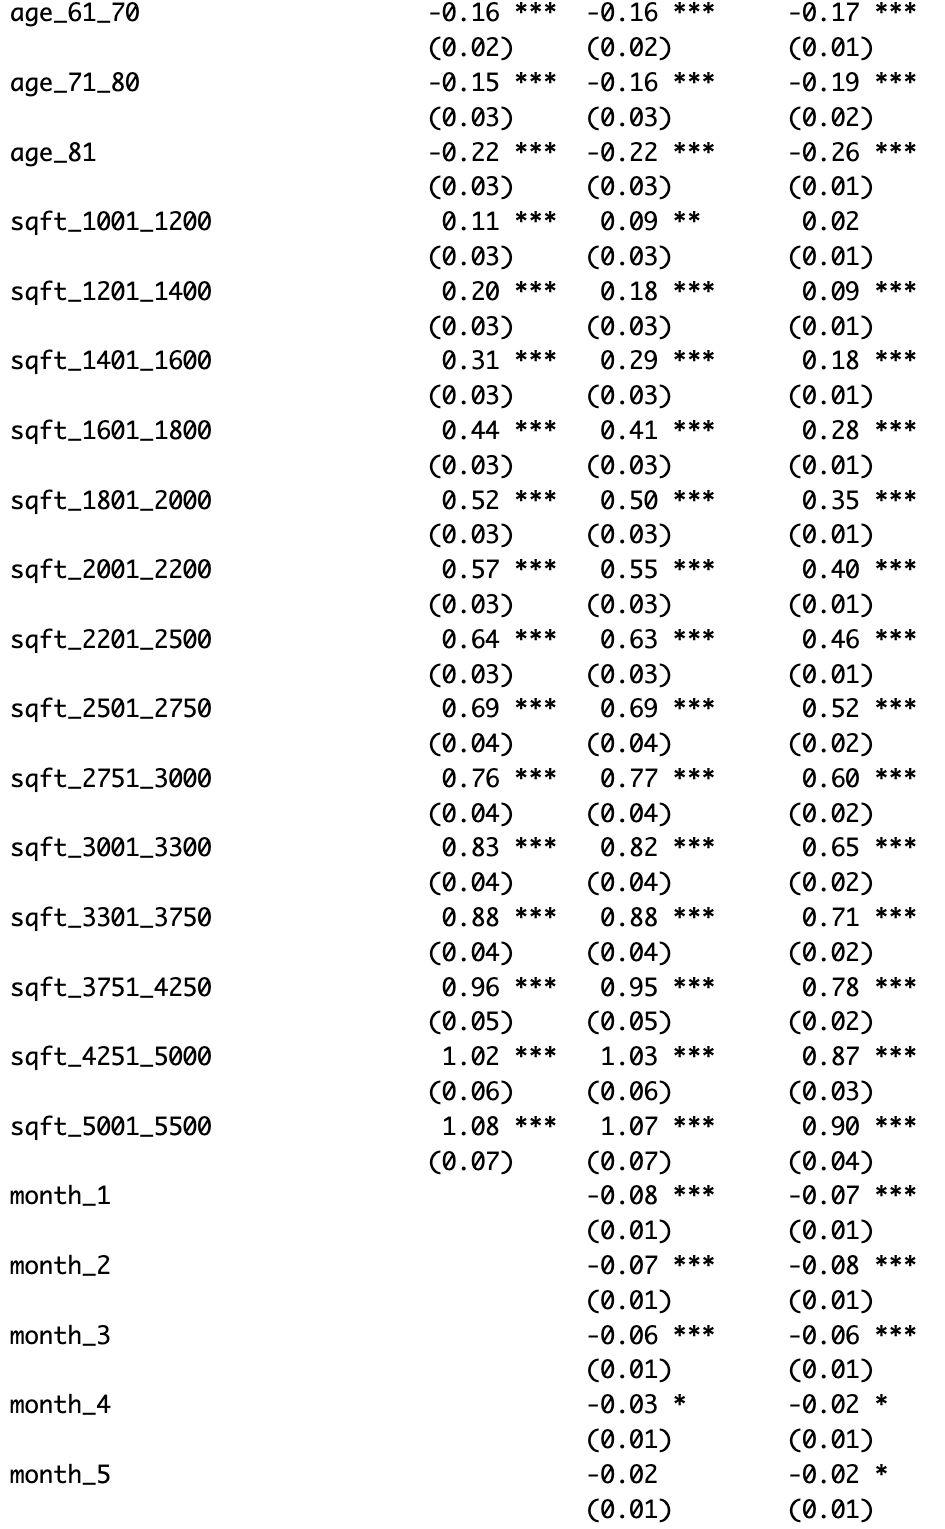 age_61_70 -0.16 *** -0.16 *** -0.17 ***
(0.02) (0.02) (0.01)
age_71_80 -0.15 *** -0.16 *** -0.19 ***
(0.03) (0.03) (0.02)
age_81 -0.22 *** -0.22 *** -0.26 ***
(0.03) (0.03) (0.01)
sqft_1001_1200 0.11 *** 0.09 ** 0.02
(0.03) (0.03) (0.01)
sqft_1201_1400 0.20 *** 0.18 *** 0.09 ***
(0.03) (0.03) (0.01)
sqft_1401_1600 0.31 *** 0.29 *** 0.18 ***
(0.03) (0.03) (0.01)
sqft_1601_1800 0.44 *** 0.41 *** 0.28 ***
(0.03) (0.03) (0.01)
sqft_1801_2000 0.52 *** 0.50 *** 0.35 ***
(0.03) (0.03) (0.01)
sqft_2001_2200 0.57 *** 0.55 *** 0.40 ***
(0.03) (0.03) (0.01)
sqft_2201_2500 0.64 *** 0.63 *** 0.46 ***
(0.03) (0.03) (0.01)
sqft_2501_2750 0.69 *** 0.69 *** 0.52 ***
(0.04) (0.04) (0.02)
sqft_2751_3000 0.76 *** 0.77 *** 0.60 ***
(0.04) (0.04) (0.02)
sqft_3001_3300 0.83 *** 0.82 *** 0.65 ***
(0.04) (0.04) (0.02)
sqft_3301_3750 0.88 *** 0.88 *** 0.71 ***
(0.04) (0.04) (0.02)
sqft_3751_4250 0.96 *** 0.95 *** 0.78 ***
(0.05) (0.05) (0.02)
sqft_4251_5000 1.02 *** 1.03 *** 0.87 ***
(0.06) (0.06) (0.03)
sqft_5001_5500 1.08 *** 1.07 *** 0.90 ***
(0.07) (0.07) (0.04)
month_1 -0.08 *** -0.07 ***
(0.01) (0.01)
month_2 -0.07 *** -0.08 ***
(0.01) (0.01)
month_3 -0.06 *** -0.06 ***
(0.01) (0.01)
month_4 -0.03 * -0.02 *
(0.01) (0.01)
month_5 -0.02 -0.02 *
(0.01) (0.01)